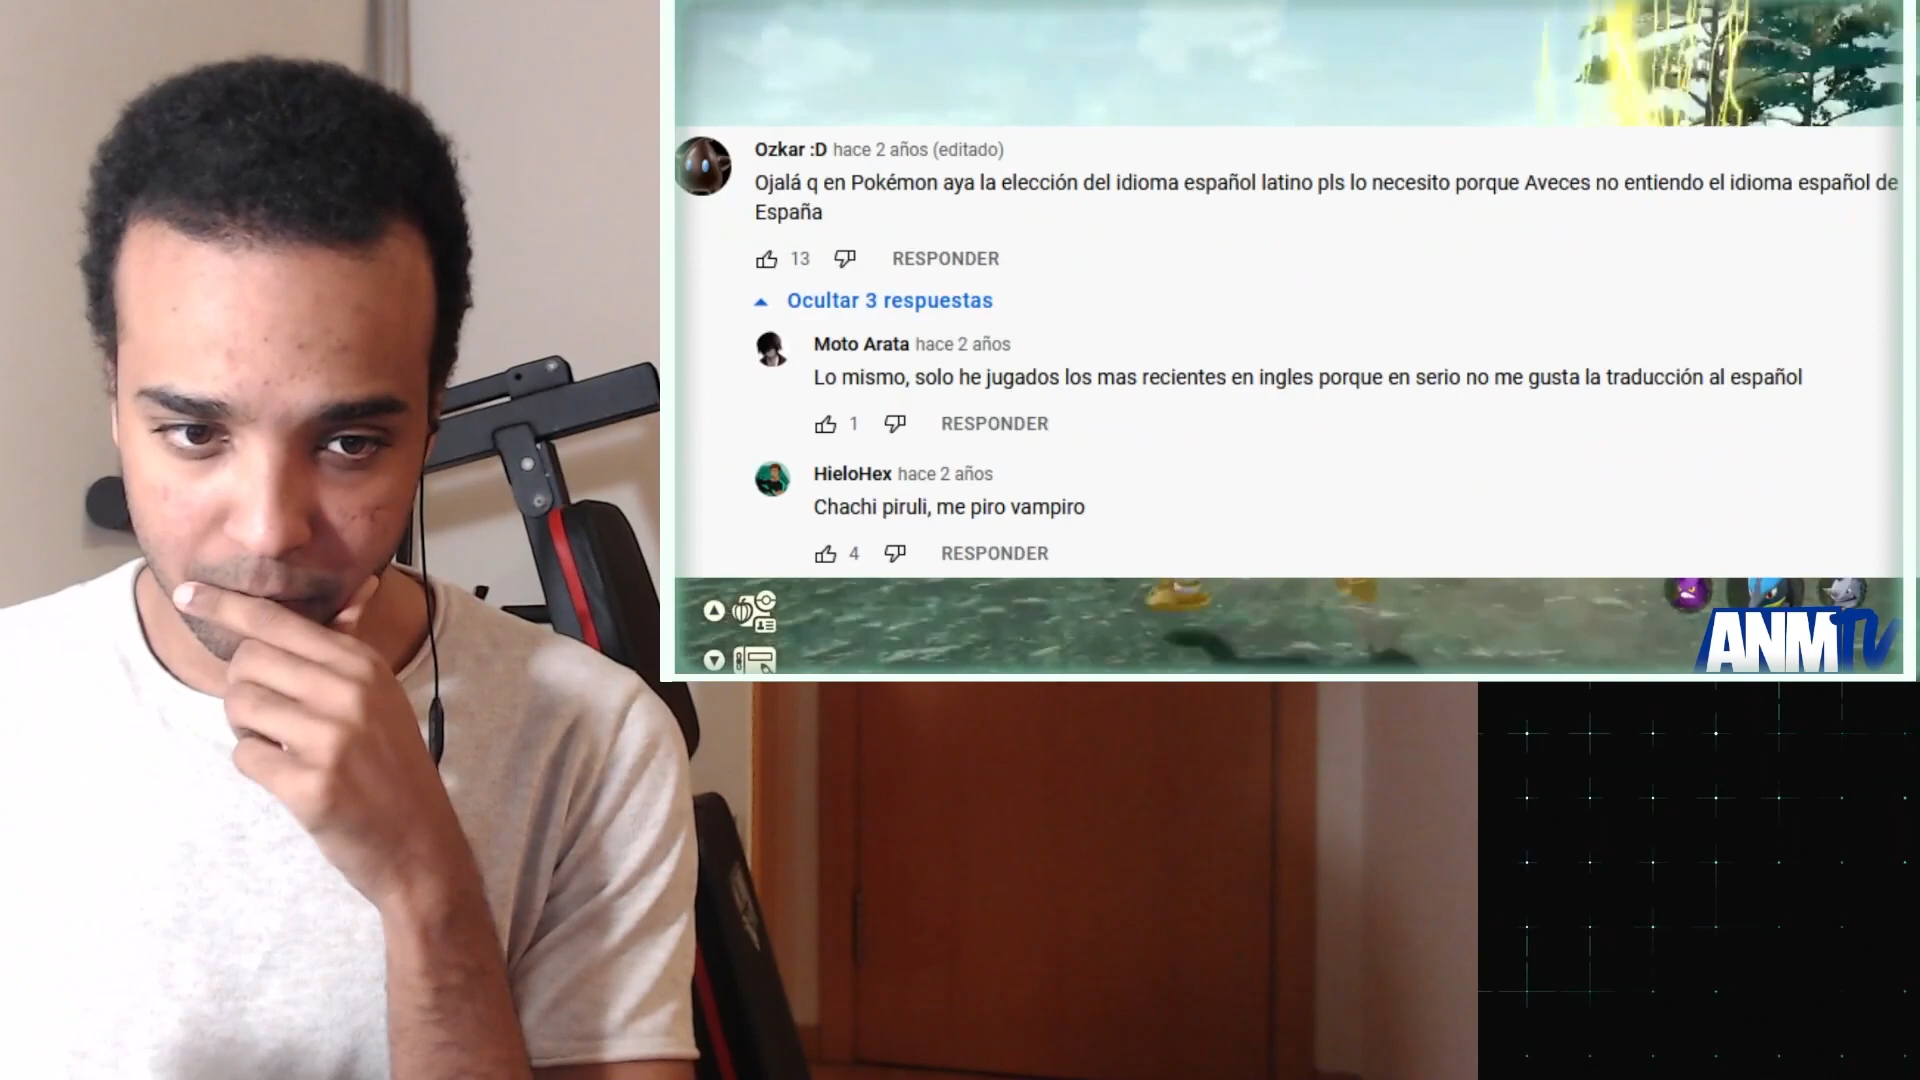 Ozkar :D hace 2 años (editado)
Ojalá q en Pokémon aya la elección del idioma español latino pls lo necesito porque Aveces no entiendo el idioma español de
España
13 RESPONDER
Ocultar 3 respuestas
Moto Arata hace 2 años
Lo mismo, solo he jugados los mas recientes en ingles porque en serio no me gusta la traducción al español
1 RESPONDER
HieloHex hace 2 años
Chachi piruli, me piro vampiro
4 RESPONDER
ANMTV